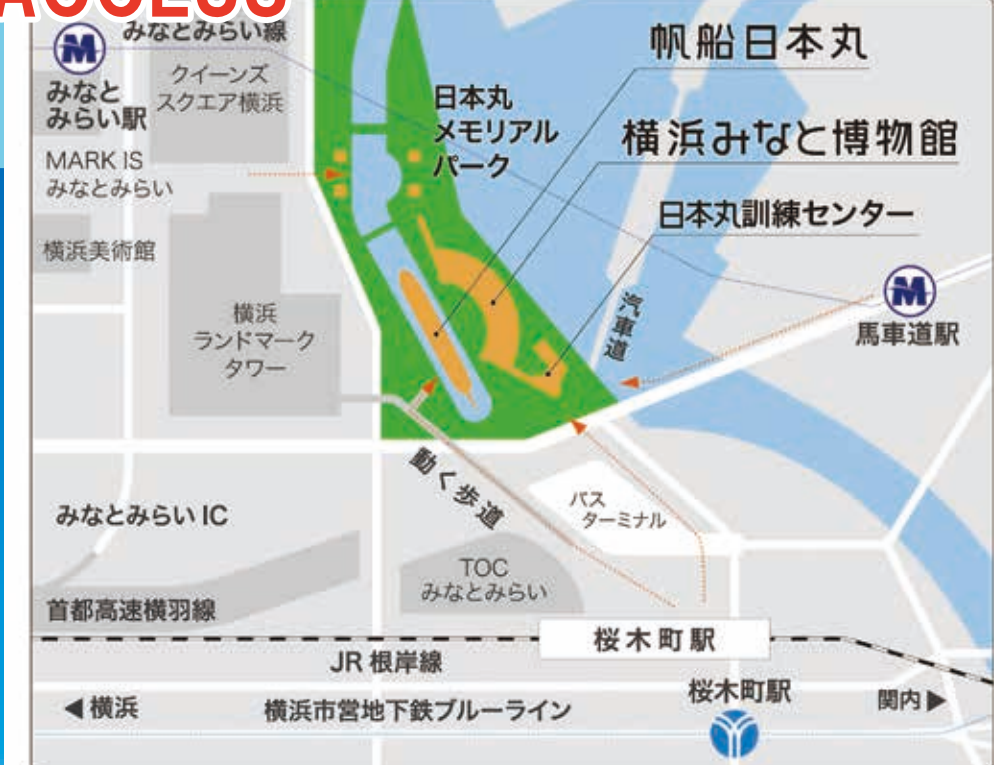 ACCESS
みなとみらい線
M
みなと
みらい駅
クイーンズ
スクエア横浜
MARK IS
みなとみらい
横浜美術館
横浜
ランドマーク
タワー
日本丸
メモリアル
パーク
帆船日本丸
横浜みなと博物館
日本丸訓練センター
汽車道
M
馬車道駅
動く歩道
バス
ターミナル
みなとみらい IC
TOC
みなとみらい
首都高速横羽線
桜木町駅
JR 根岸線
◀横浜
横浜市営地下鉄ブルーライン
桜木町駅
関内▶